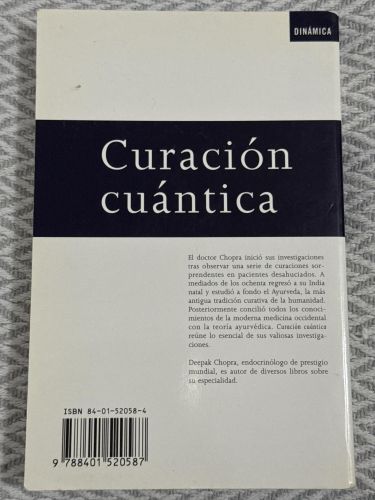 DINÁMICA
Curación
cuántica
El doctor Chopra inició sus investigaciones
tras observar una serie de curaciones sor-
prendentes en pacientes desahuciados. A
mediados de los ochenta regresó a su India
natal y estudió a fondo el Ayurveda, la más
antigua tradición curativa de la humanidad.
Posteriormente concilió todos los conoci-
mientos de la moderna medicina occidental
con la teoría ayurvédica. Curación cuántica
reúne lo esencial de sus valiosas investiga-
ciones.
Deepak Chopra, endocrinólogo de prestigio
mundial, es autor de diversos libros sobre
su especialidad.
ISBN 84-01-52058-4
9 788401 520587